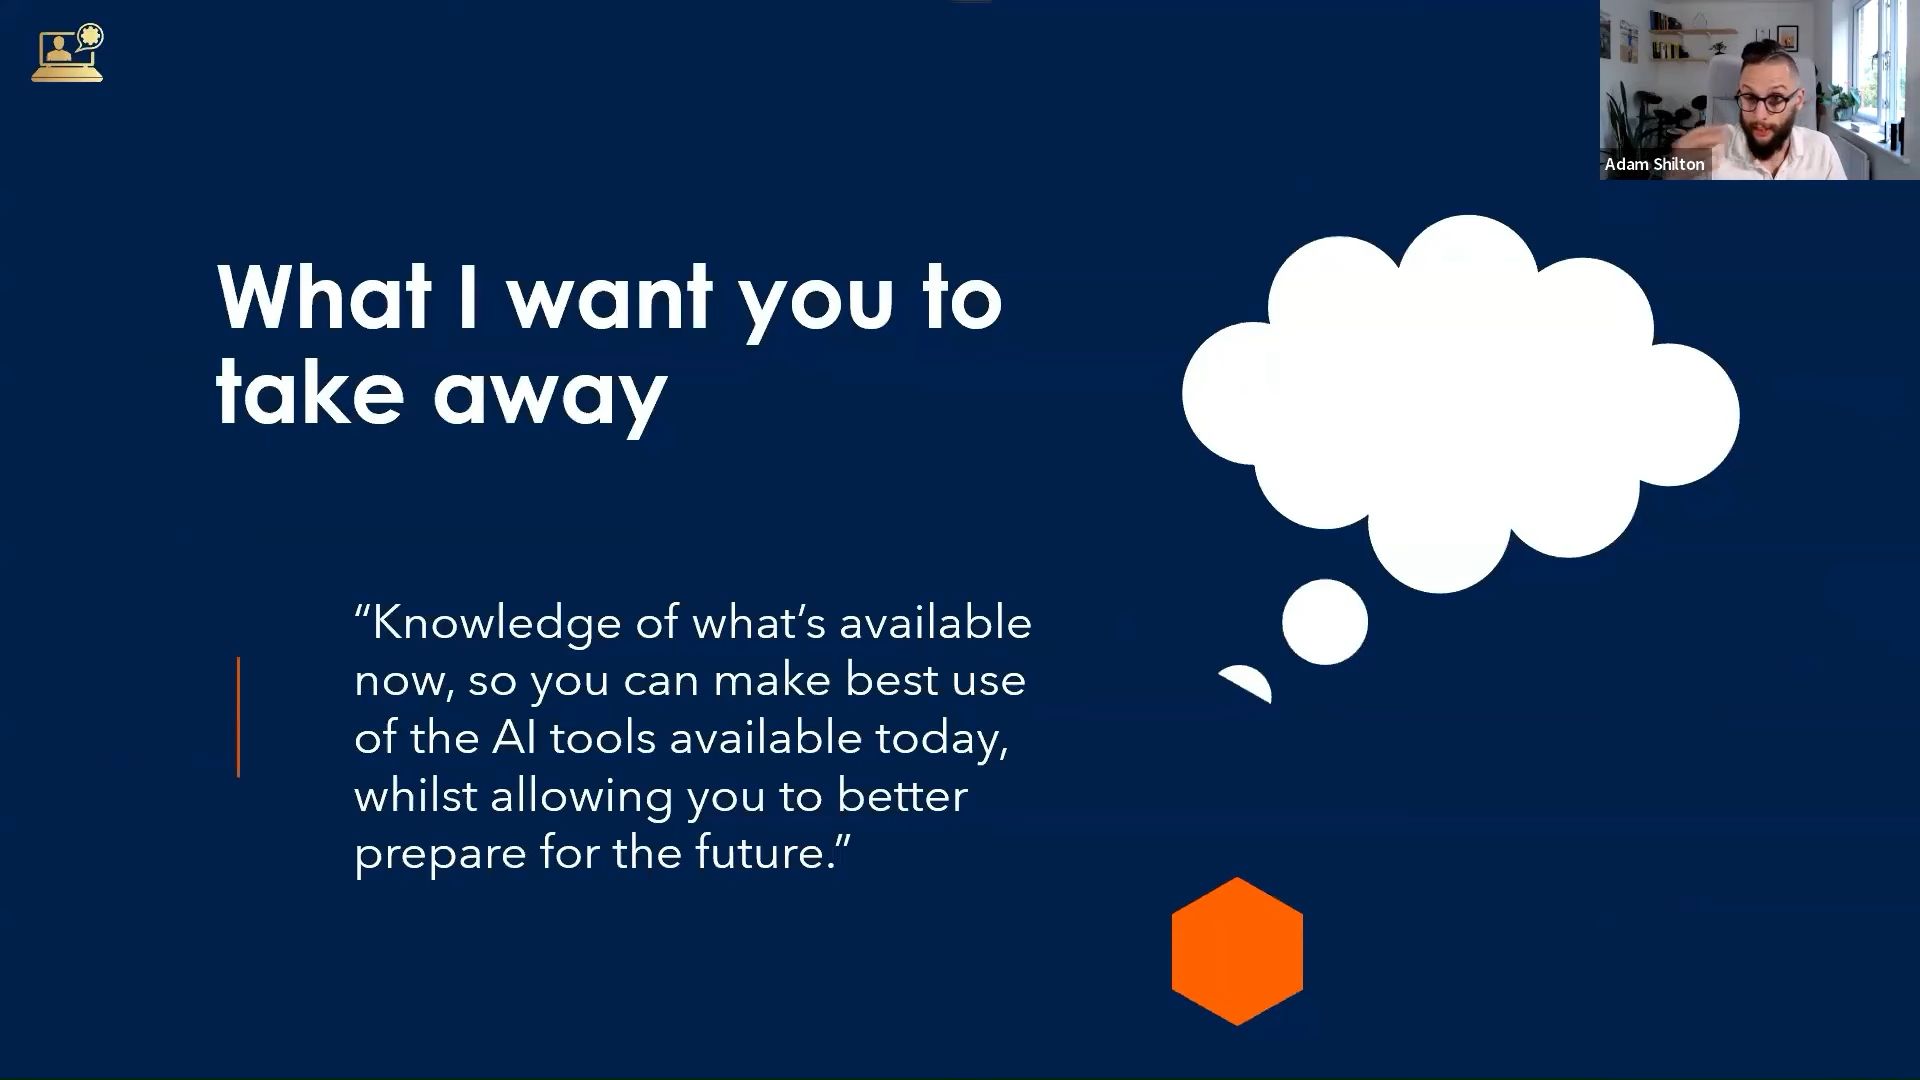 Adam Shilton
What I want you to
take away
“Knowledge of what’s available
now, so you can make best use
of the AI tools available today,
whilst allowing you to better
prepare for the future.”